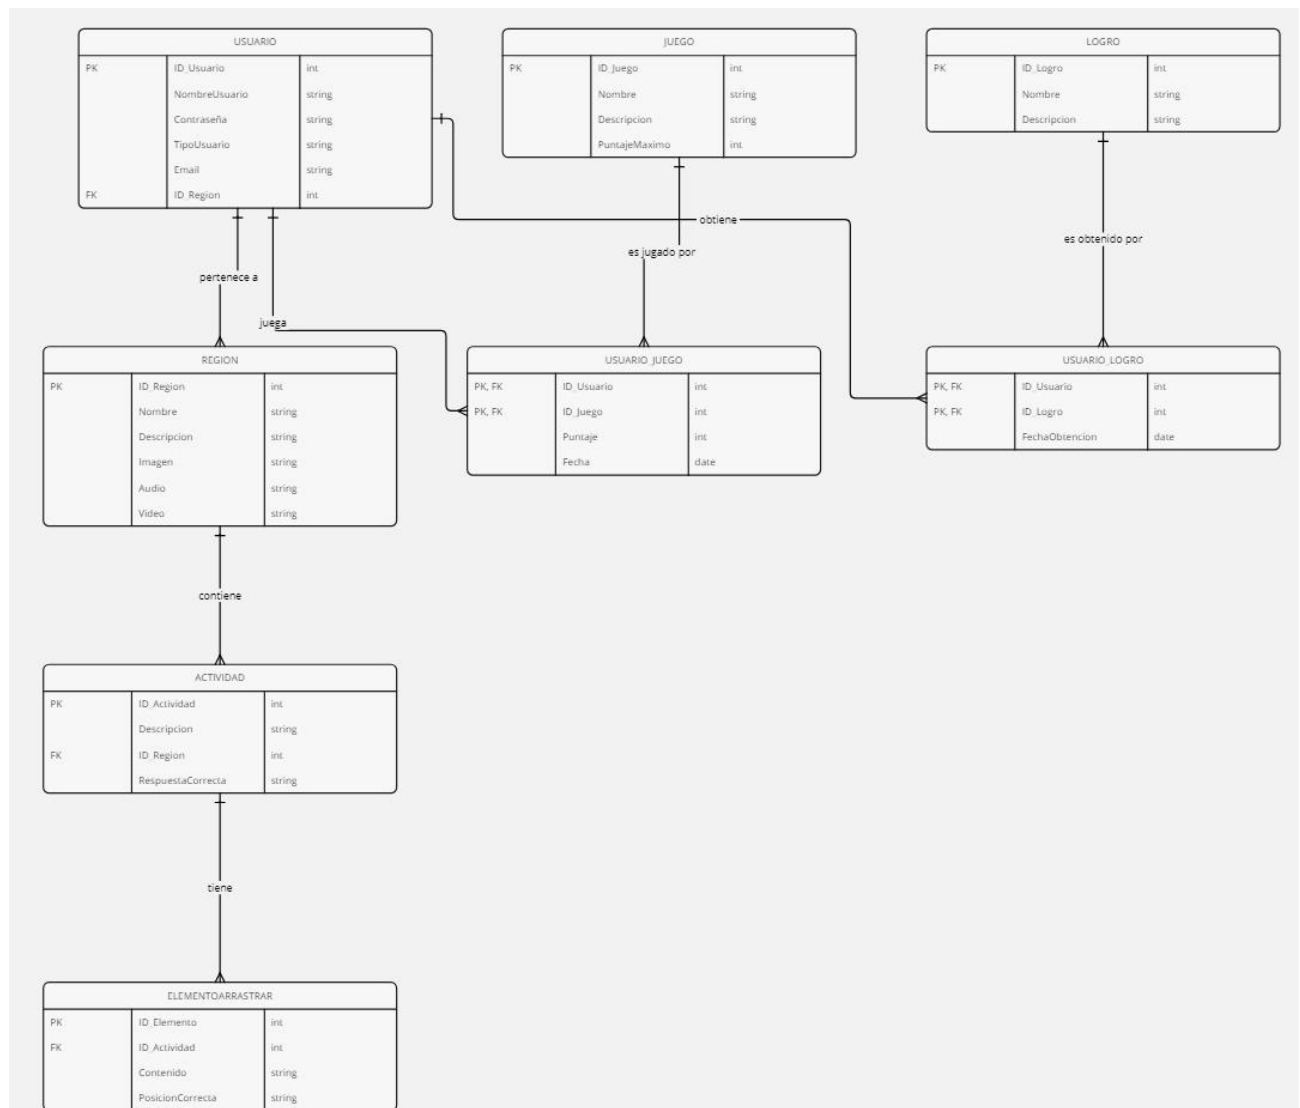 USUARIO
PK ID_Usuario int
NombreUsuario string
Contraseña string
TipoUsuario string
Email string
FK ID_Region int
JUEGO
PK ID_Juego int
Nombre string
Descripcion string
PuntajeMaximo int
LOGRO
PK ID_Logro int
Nombre string
Descripcion string
obtiene
es jugado por
es obtenido por
pertenece a
juega
REGION
PK ID_Region int
Nombre string
Descripcion string
Imagen string
Audio string
Video string
USUARIO_JUEGO
PK, FK ID_Usuario int
PK, FK ID_Juego int
Puntaje int
Fecha date
USUARIO_LOGRO
PK, FK ID_Usuario int
PK, FK ID_Logro int
FechaObtencion date
contiene
ACTIVIDAD
PK ID_Actividad int
Descripcion string
FK ID_Region int
RespuestaCorrecta string
tiene
ELEMENTOARRASTRAR
PK ID_Elemento int
FK ID_Actividad int
Contenido string
PosicionCorrecta string